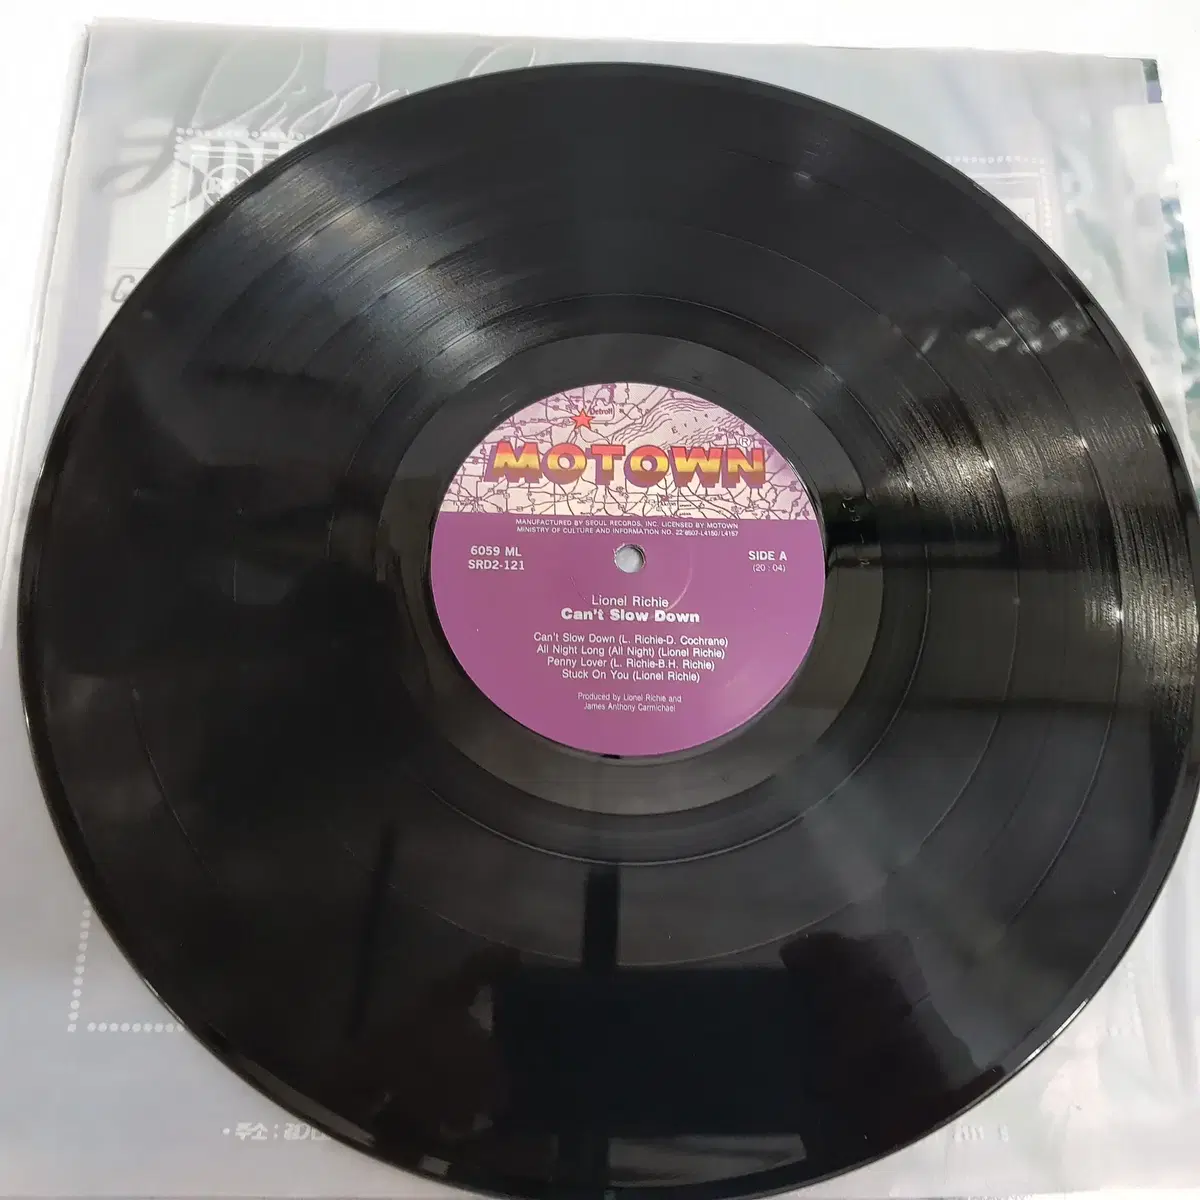 Detroit
MOTOWN®
MANUFACTURED BY SEOUL RECORDS, INC. LICENSED BY MOTOWN
MINISTRY OF CULTURE AND INFORMATION NO. 22 8507-L4150/L4157
6059 ML
SRD2-121
SIDE A
(20 : 04)
Lionel Richie
Can't Slow Down
Can't Slow Down (L. Richie-D. Cochrane)
All Night Long (All Night) (Lionel Richie)
Penny Lover (L. Richie-B.H. Richie)
Stuck On You (Lionel Richie)
Produced by Lionel Richie and
James Anthony Carmichael
주소 :